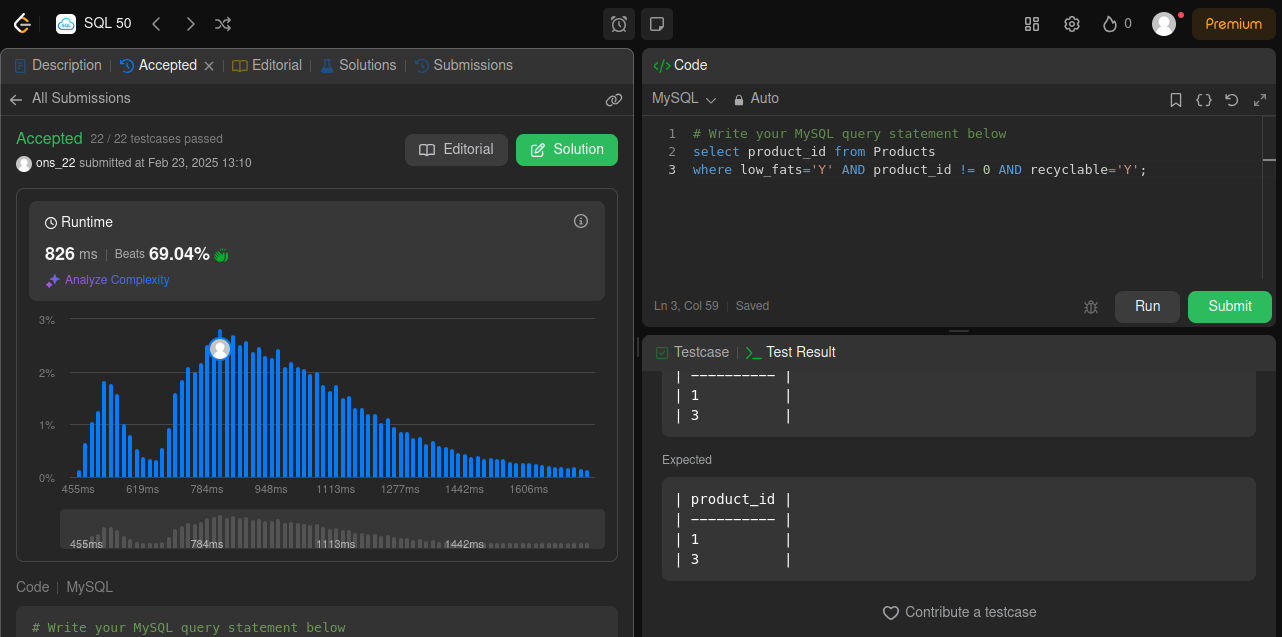 SQL 50
0
Premium
Description
Accepted
Editorial
Solutions
Submissions
All Submissions
Accepted 22 / 22 testcases passed
ons_22 submitted at Feb 23, 2025 13:10
Editorial
Solution
Runtime
826 ms | Beats 69.04%
Analyze Complexity
3%
2%
1%
0%
455ms 619ms 784ms 948ms 1113ms 1277ms 1442ms 1606ms
455ms 784ms 1113ms 1442ms
Code | MySQL
# Write your MySQL query statement below
</> Code
MySQL
Auto
1 # Write your MySQL query statement below
2 select product_id from Products
3 where low_fats='Y' AND product_id != 0 AND recyclable='Y';
Ln 3, Col 59 | Saved
Run
Submit
Testcase
Test Result
| ---------- |
| 1 |
| 3 |
Expected
| product_id |
| ---------- |
| 1 |
| 3 |
Contribute a testcase